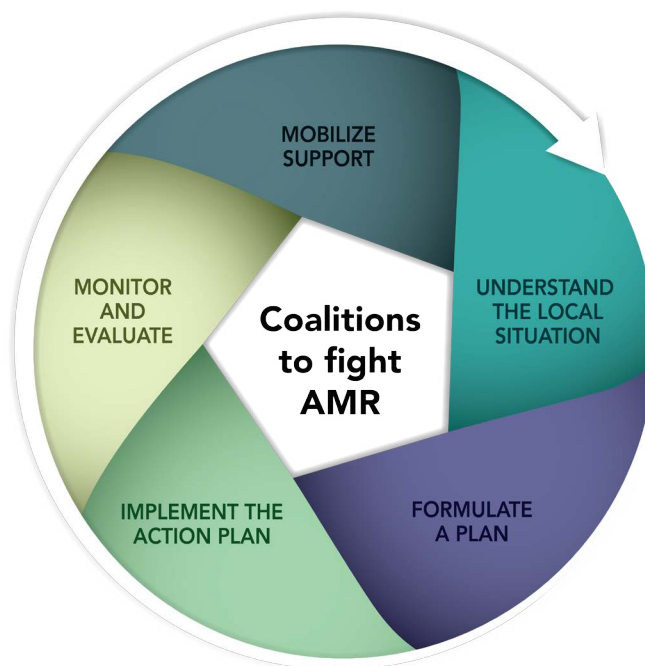 MOBILIZE
SUPPORT
UNDERSTAND
THE LOCAL
SITUATION
FORMULATE
A PLAN
IMPLEMENT THE
ACTION PLAN
MONITOR
AND
EVALUATE
Coalitions
to fight
AMR